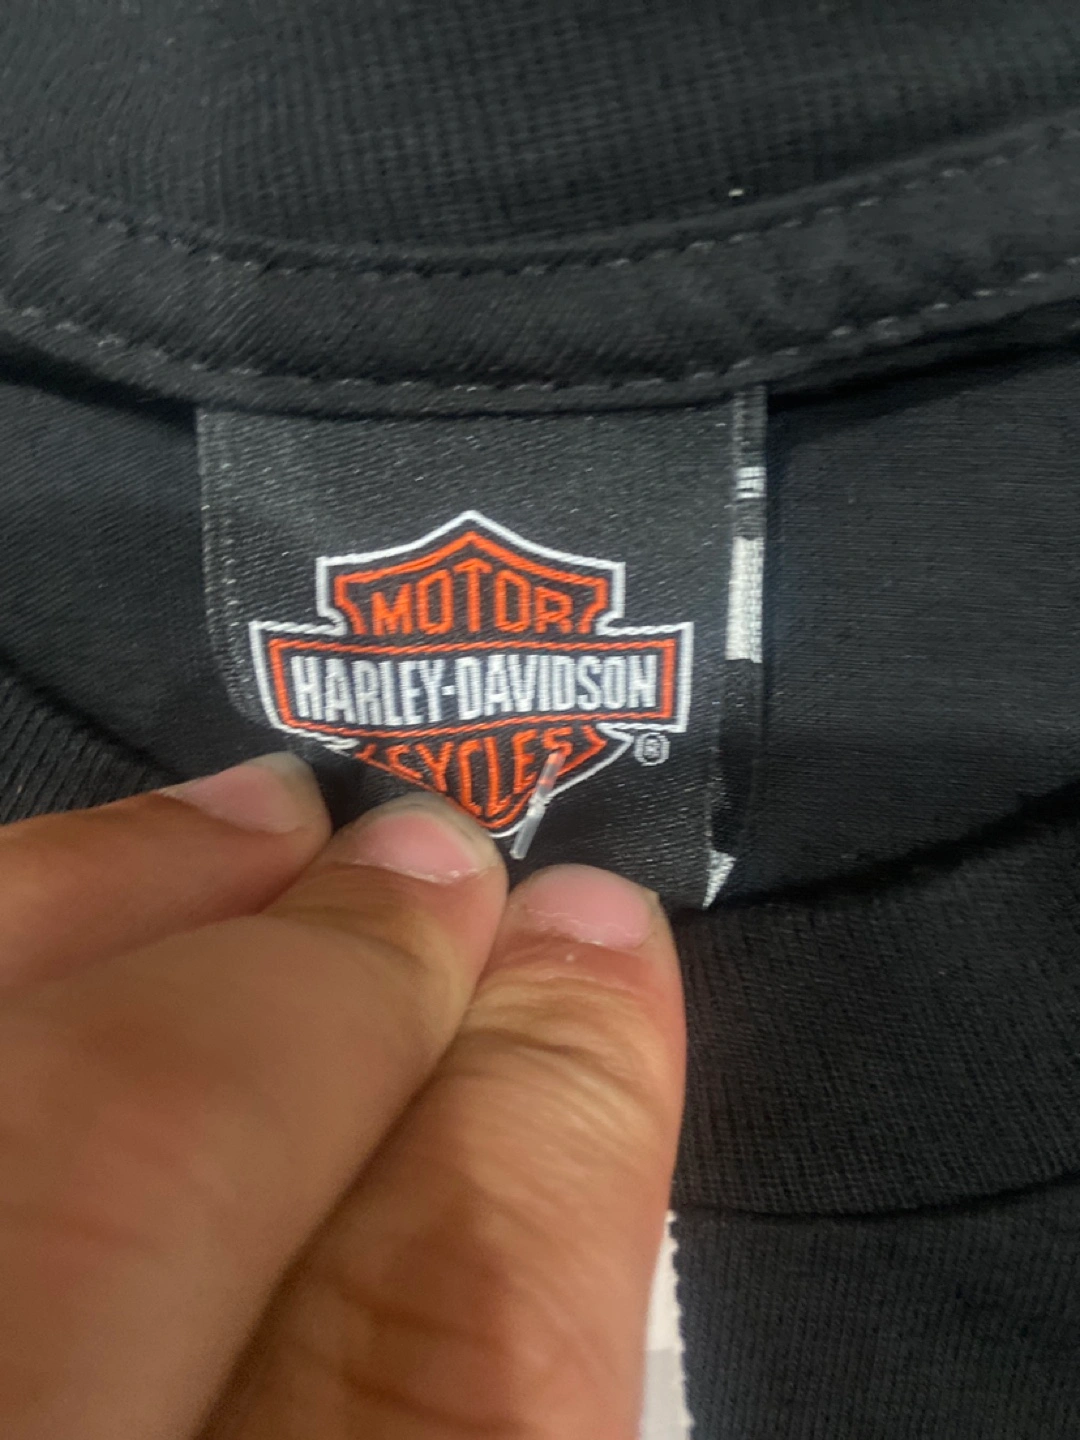 MOTOR
HARLEY-DAVIDSON
CYCLES
®